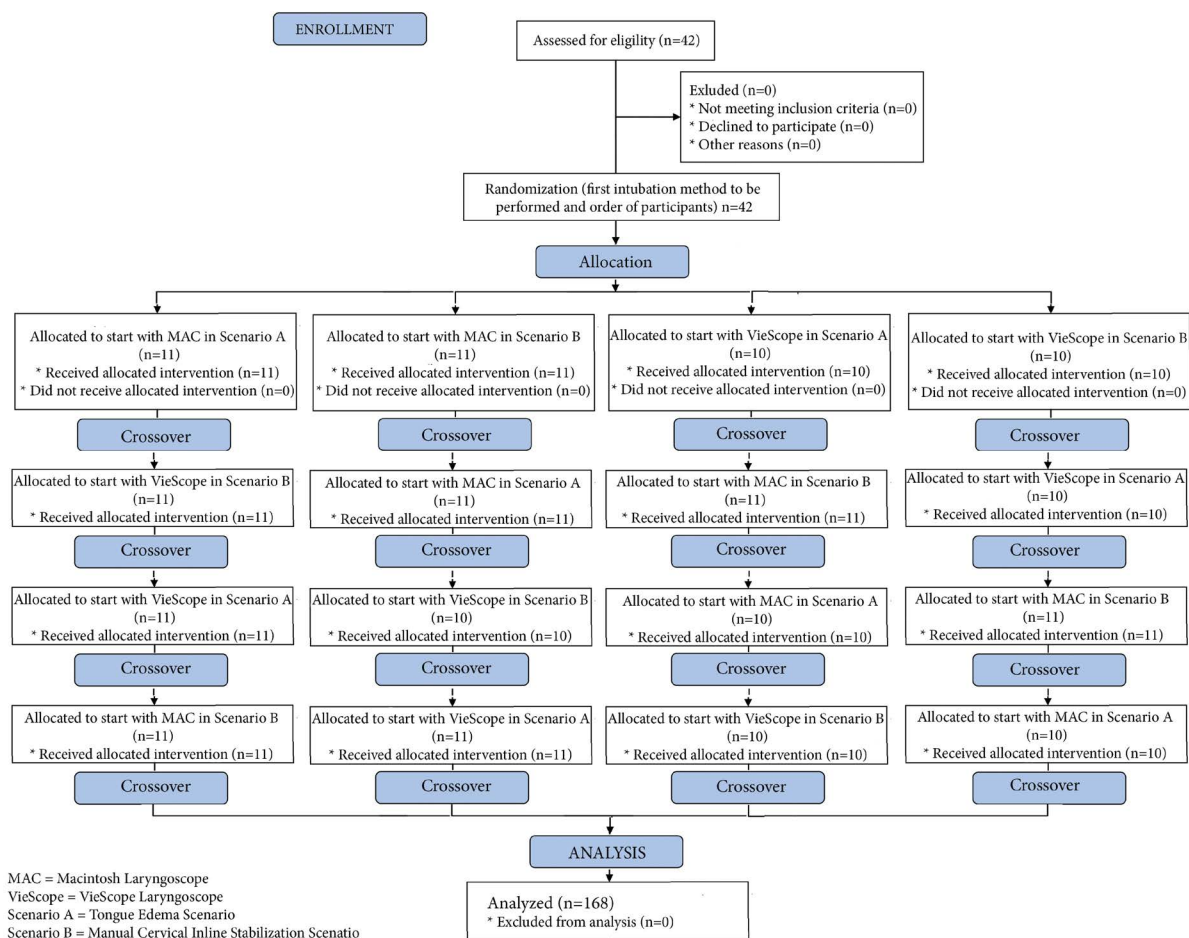 ENROLLMENT
Assessed for eligility (n=42)
Exluded (n=0)
* Not meeting inclusion criteria (n=0)
* Declined to participate (n=0)
* Other reasons (n=0)
Randomization (first intubation method to be
performed and order of participants) n=42
Allocation
Allocated to start with MAC in Scenario A
(n=11)
* Received allocated intervention (n=11)
* Did not receive allocated intervention (n=0)
Allocated to start with MAC in Scenario B
(n=11)
* Received allocated intervention (n=11)
* Did not receive allocated intervention (n=0)
Allocated to start with VieScope in Scenario A
(n=10)
* Received allocated intervention (n=10)
* Did not receive allocated intervention (n=0)
Allocated to start with VieScope in Scenario B
(n=10)
* Received allocated intervention (n=10)
* Did not receive allocated intervention (n=0)
Crossover
Crossover
Crossover
Crossover
Allocated to start with VieScope in Scenario B
(n=11)
* Received allocated intervention (n=11)
Allocated to start with MAC in Scenario A
(n=11)
* Received allocated intervention (n=11)
Allocated to start with MAC in Scenario B
(n=11)
* Received allocated intervention (n=11)
Allocated to start with VieScope in Scenario A
(n=10)
* Received allocated intervention (n=10)
Crossover
Crossover
Crossover
Crossover
Allocated to start with VieScope in Scenario A
(n=11)
* Received allocated intervention (n=11)
Allocated to start with VieScope in Scenario B
(n=10)
* Received allocated intervention (n=10)
Allocated to start with MAC in Scenario A
(n=10)
* Received allocated intervention (n=10)
Allocated to start with MAC in Scenario B
(n=11)
* Received allocated intervention (n=11)
Crossover
Crossover
Crossover
Crossover
Allocated to start with MAC in Scenario B
(n=11)
* Received allocated intervention (n=11)
Allocated to start with VieScope in Scenario A
(n=11)
* Received allocated intervention (n=11)
Allocated to start with VieScope in Scenario B
(n=10)
* Received allocated intervention (n=10)
Allocated to start with MAC in Scenario A
(n=10)
* Received allocated intervention (n=10)
Crossover
Crossover
Crossover
Crossover
ANALYSIS
Analyzed (n=168)
* Excluded from analysis (n=0)
MAC = Macintosh Laryngoscope
VieScope = VieScope Laryngoscope
Scenario A = Tongue Edema Scenario
Scenario B = Manual Cervical Inline Stabilization Scenatio